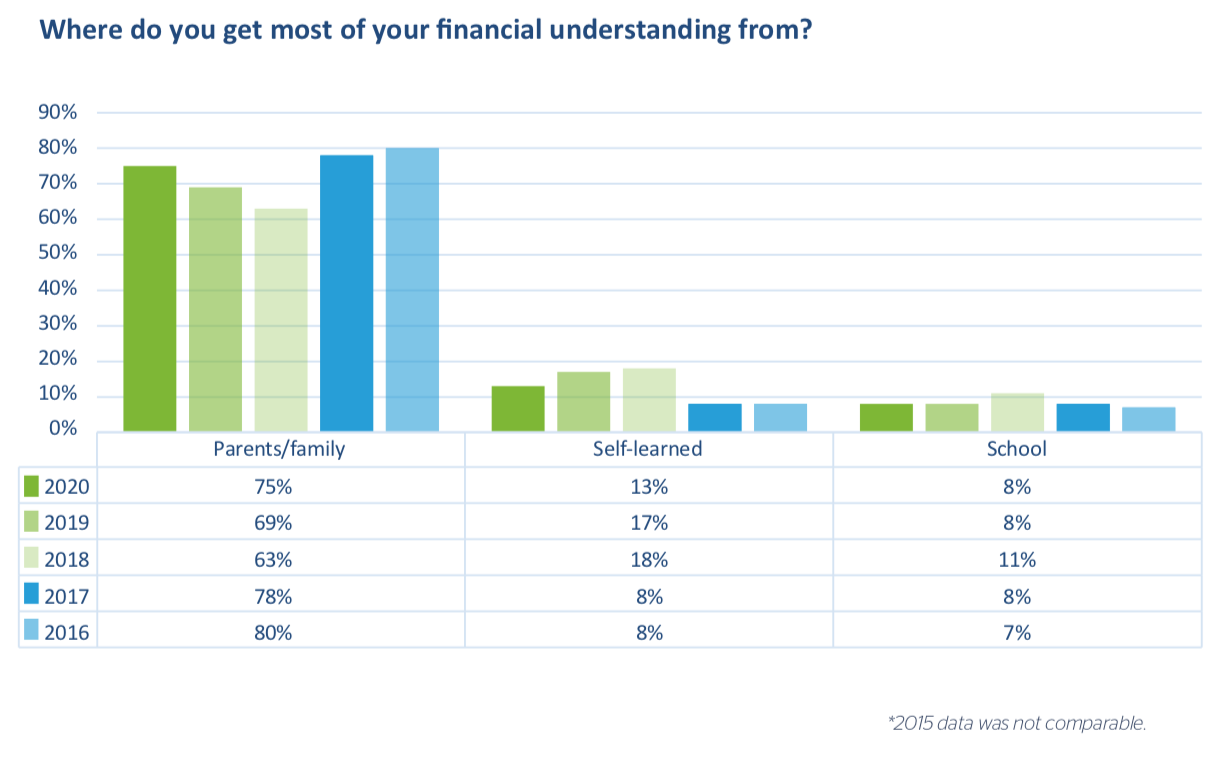 Where do you get most of your financial understanding from?
90%
80%
70%
60%
50%
40%
30%
20%
10%
0%
Parents/family Self-learned School
2020 75% 13% 8%
2019 69% 17% 8%
2018 63% 18% 11%
2017 78% 8% 8%
2016 80% 8% 7%
*2015 data was not comparable.